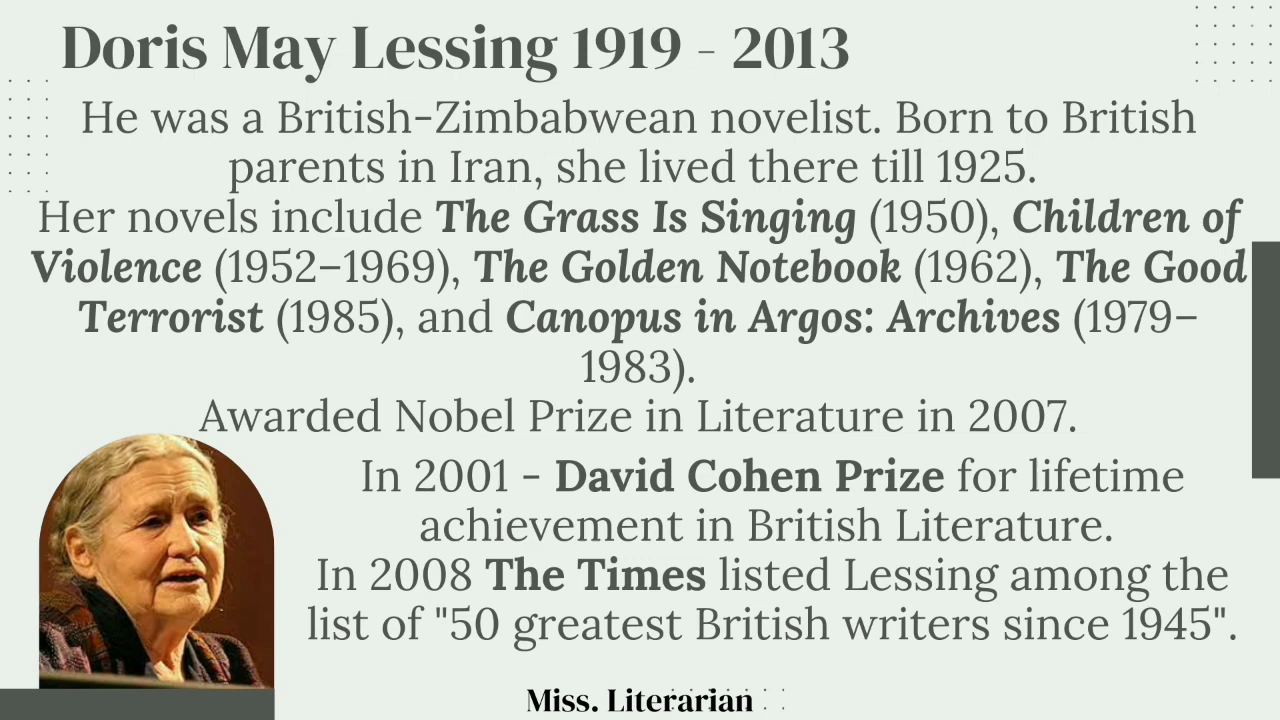 Doris May Lessing 1919 - 2013
He was a British-Zimbabwean novelist. Born to British
parents in Iran, she lived there till 1925.
Her novels include The Grass Is Singing (1950), Children of
Violence (1952–1969), The Golden Notebook (1962), The Good
Terrorist (1985), and Canopus in Argos: Archives (1979–
1983).
Awarded Nobel Prize in Literature in 2007.
In 2001 - David Cohen Prize for lifetime
achievement in British Literature.
In 2008 The Times listed Lessing among the
list of "50 greatest British writers since 1945".
Miss. Literarian